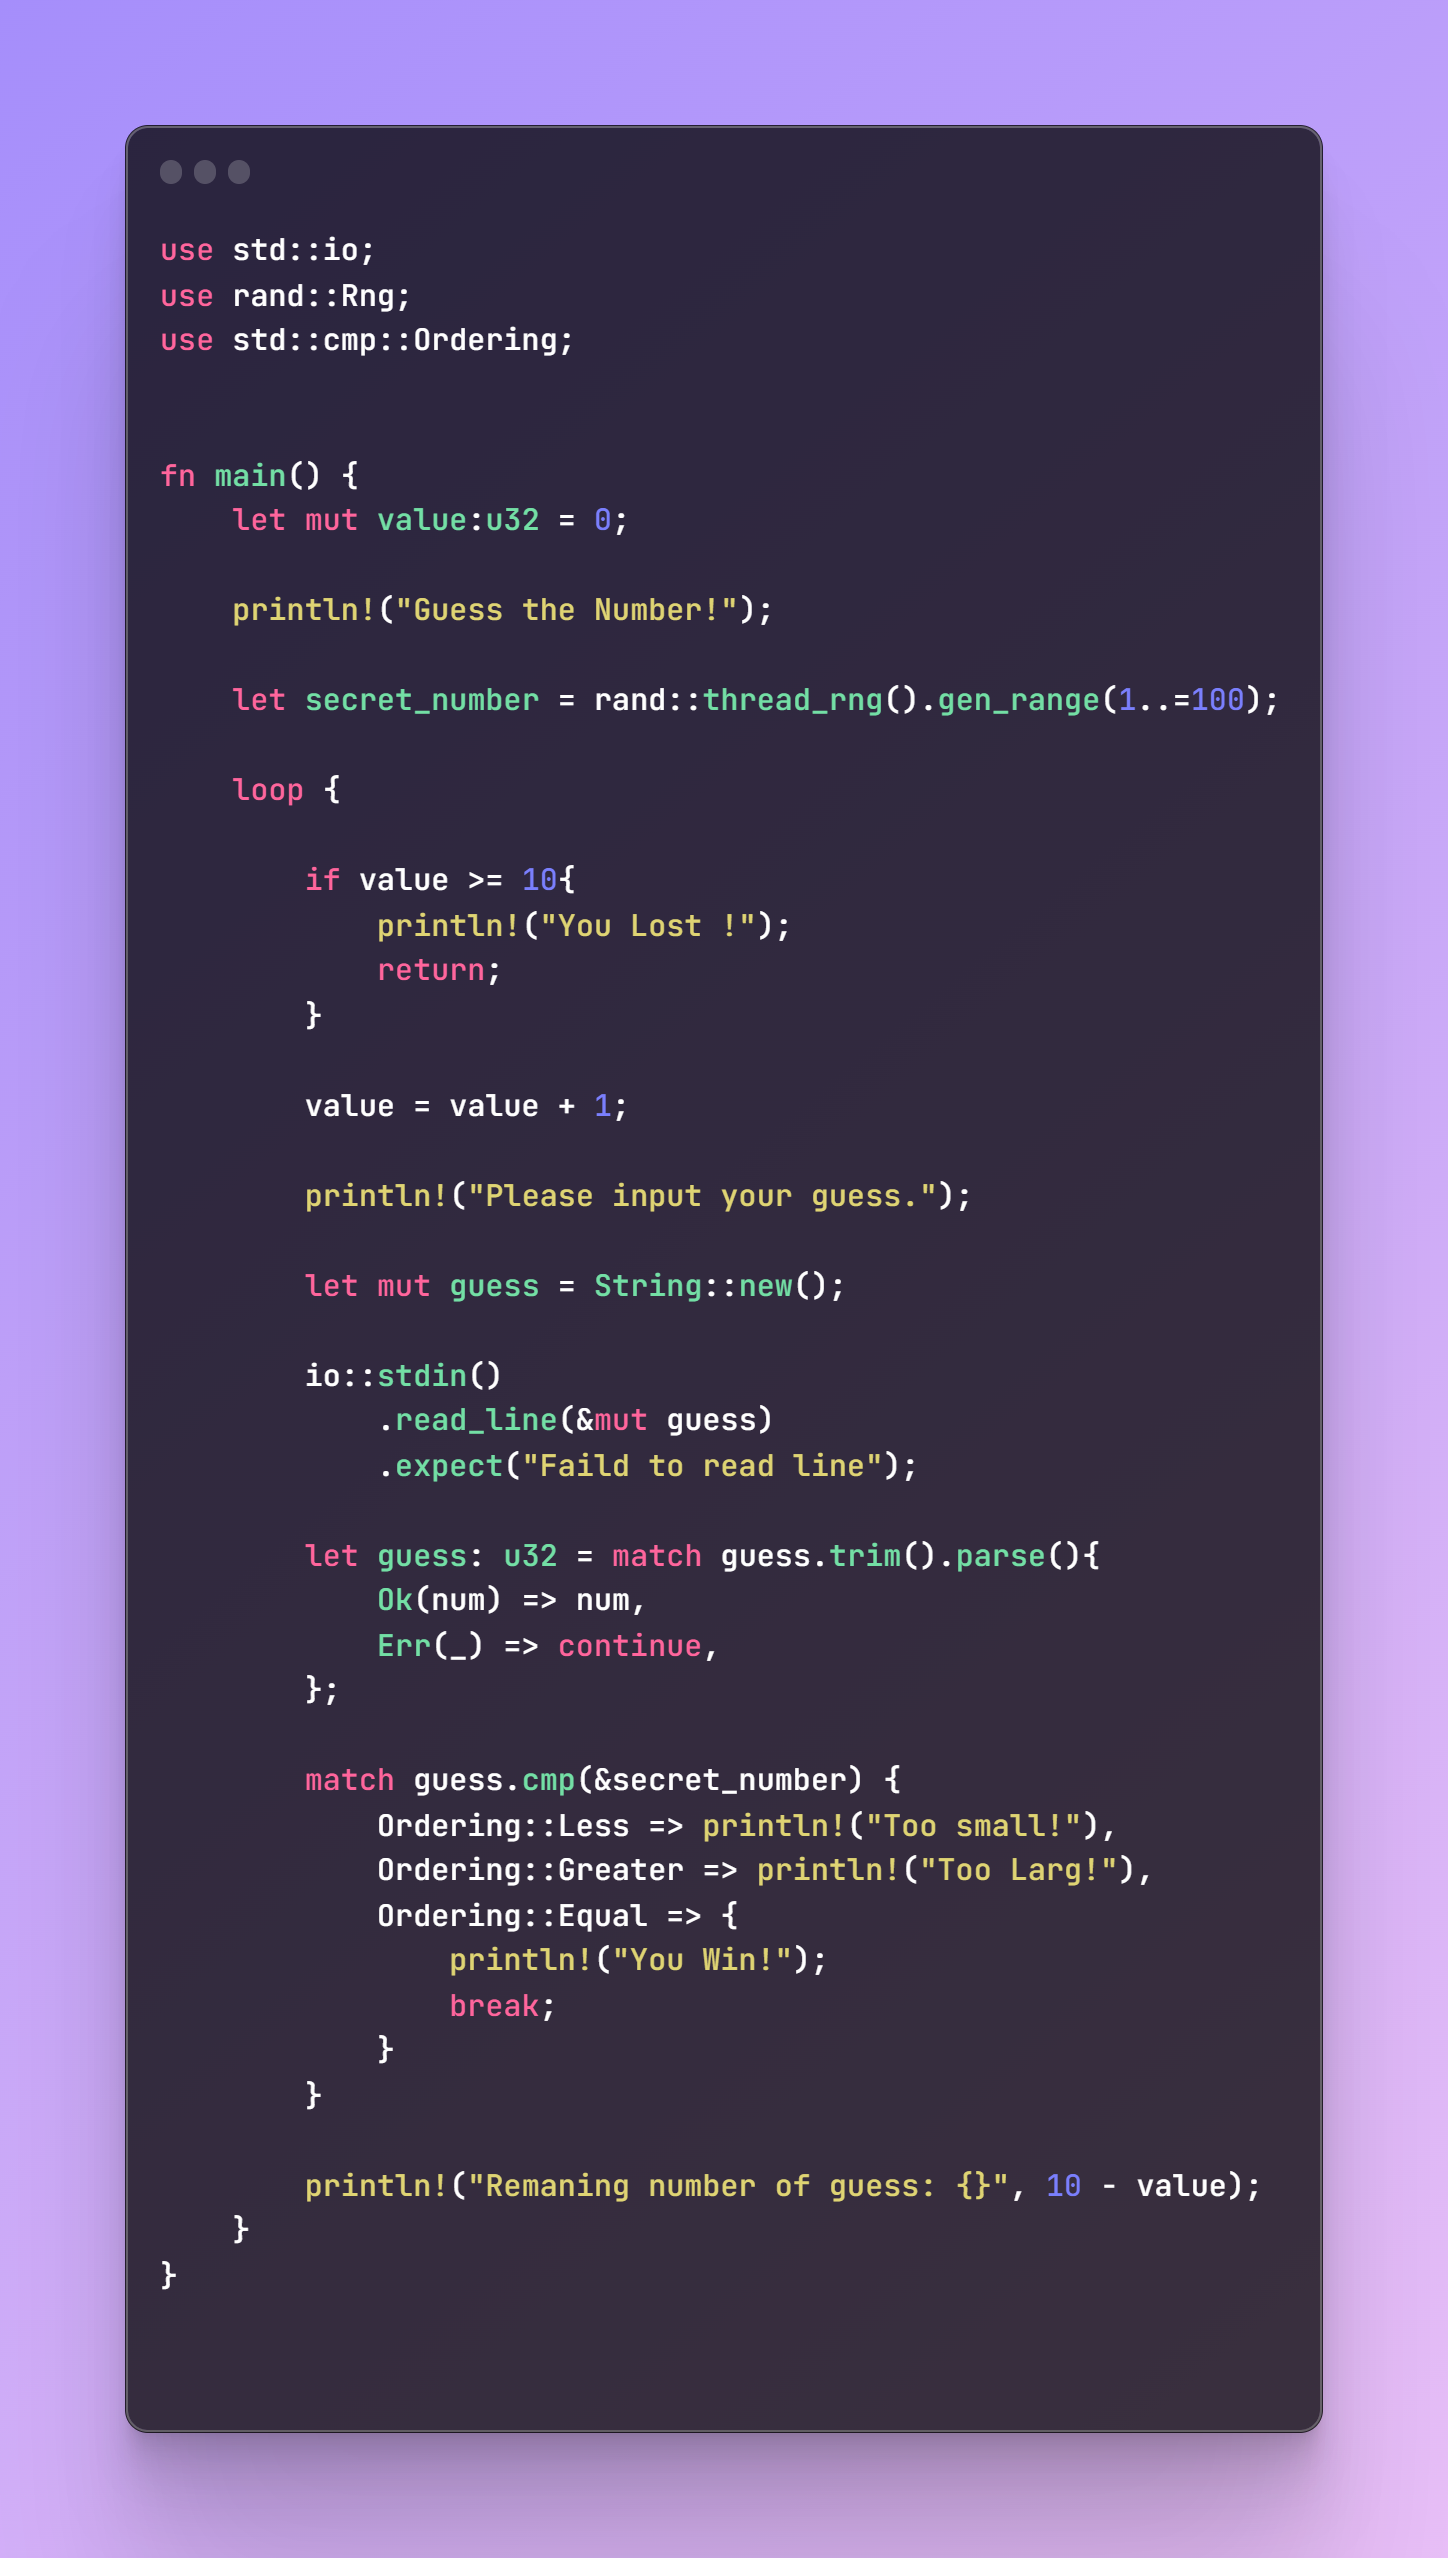 use std::io;
use rand::Rng;
use std::cmp::Ordering;

fn main() {
    let mut value:u32 = 0;

    println!("Guess the Number!");

    let secret_number = rand::thread_rng().gen_range(1..=100);

    loop {

        if value >= 10{
            println!("You Lost !");
            return;
        }

        value = value + 1;

        println!("Please input your guess.");

        let mut guess = String::new();

        io::stdin()
            .read_line(&mut guess)
            .expect("Faild to read line");

        let guess: u32 = match guess.trim().parse(){
            Ok(num) => num,
            Err(_) => continue,
        };

        match guess.cmp(&secret_number) {
            Ordering::Less => println!("Too small!"),
            Ordering::Greater => println!("Too Larg!"),
            Ordering::Equal => {
                println!("You Win!");
                break;
            }
        }

        println!("Remaning number of guess: {}", 10 - value);
    }
}